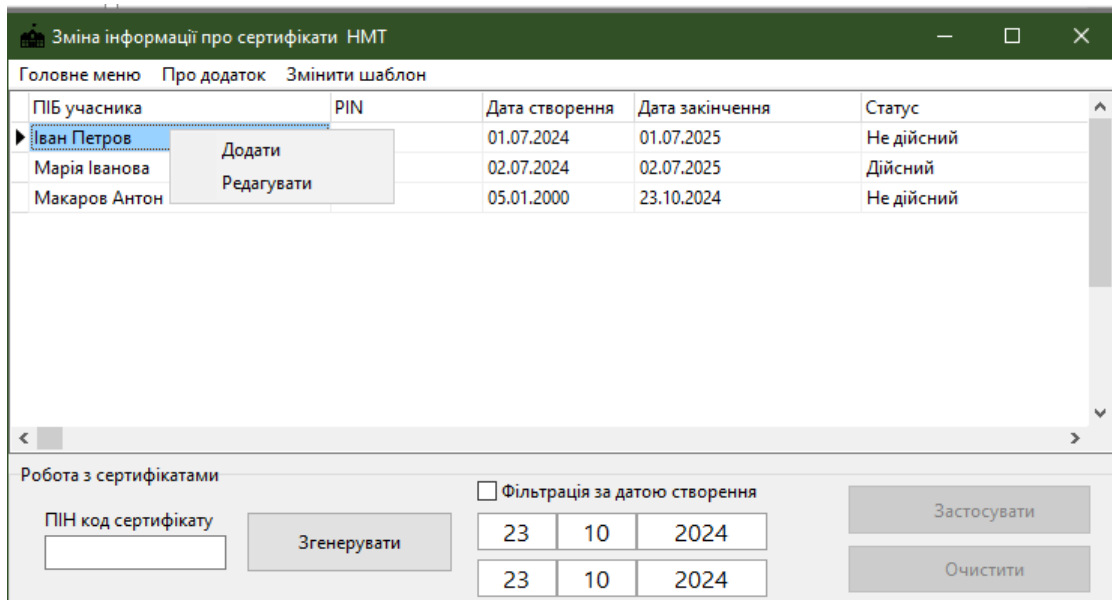 Зміна інформації про сертифікати НМТ
Головне меню Про додаток Змінити шаблон
ПІБ учасника PIN Дата створення Дата закінчення Статус
Іван Петров 01.07.2024 01.07.2025 Не дійсний
Марія Іванова 02.07.2024 02.07.2025 Дійсний
Макаров Антон 05.01.2000 23.10.2024 Не дійсний
Додати
Редагувати
Робота з сертифікатами
ПІН код сертифікату
Згенерувати
Фільтрація за датою створення
23 10 2024
23 10 2024
Застосувати
Очистити